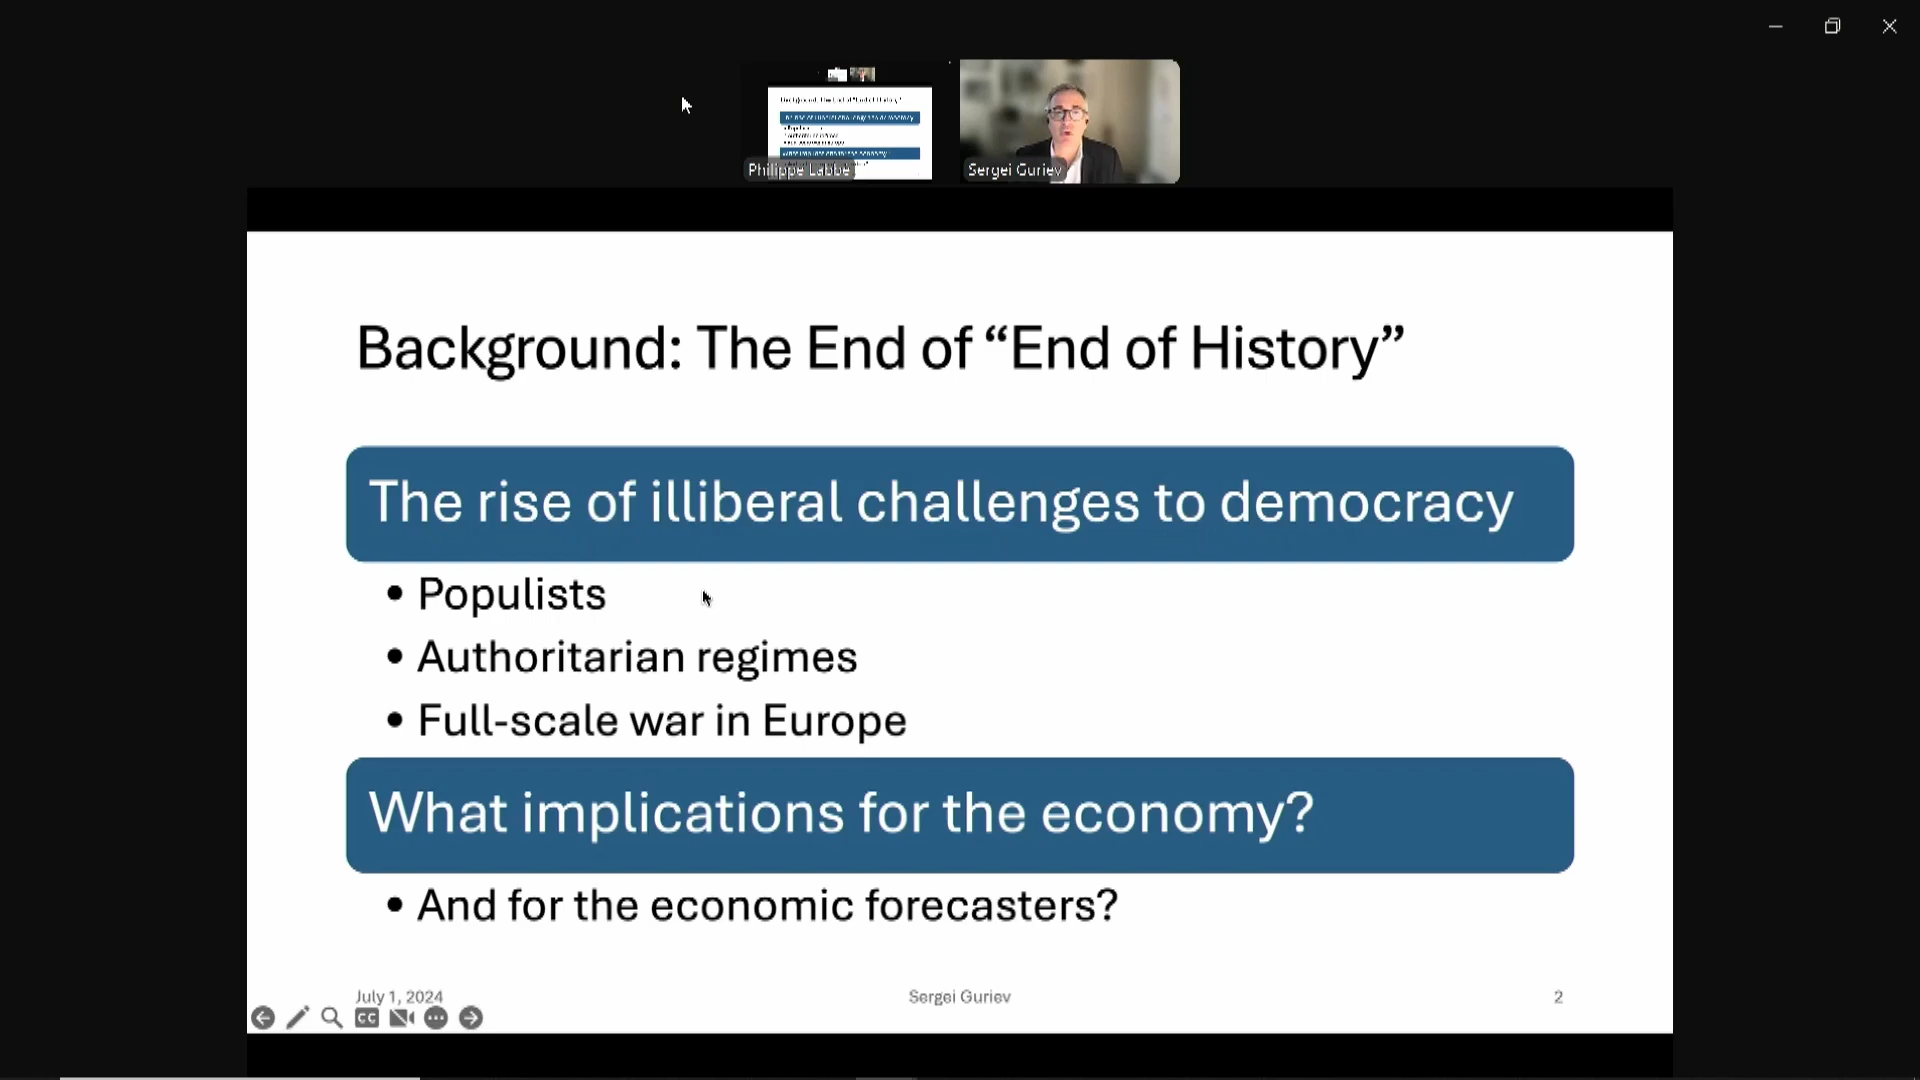 Philippe Labbe
Sergei Guriev
Background: The End of “End of History”
The rise of illiberal challenges to democracy
• Populists
• Authoritarian regimes
• Full-scale war in Europe
What implications for the economy?
• And for the economic forecasters?
July 1, 2024
Sergei Guriev
2
CC